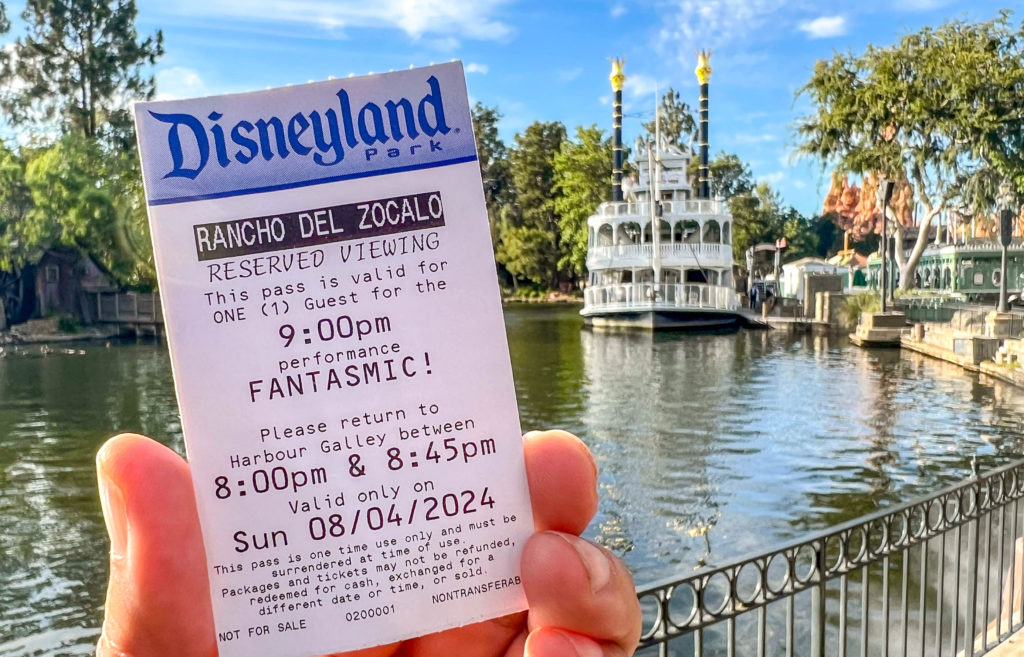 Disneyland
Park
RANCHO DEL ZOCALO
RESERVED VIEWING
This pass is valid for
ONE (1) Guest for the
9:00pm
performance
FANTASMIC!
Please return to
Harbour Galley between
8:00pm & 8:45pm
Valid only on
Sun 08/04/2024
This pass is one time use only and must be
surrendered at time of use.
Packages and tickets may not be refunded,
redeemed for cash, exchanged for a
different date or time, or sold.
NOT FOR SALE 0200001 NONTRANSFERAB